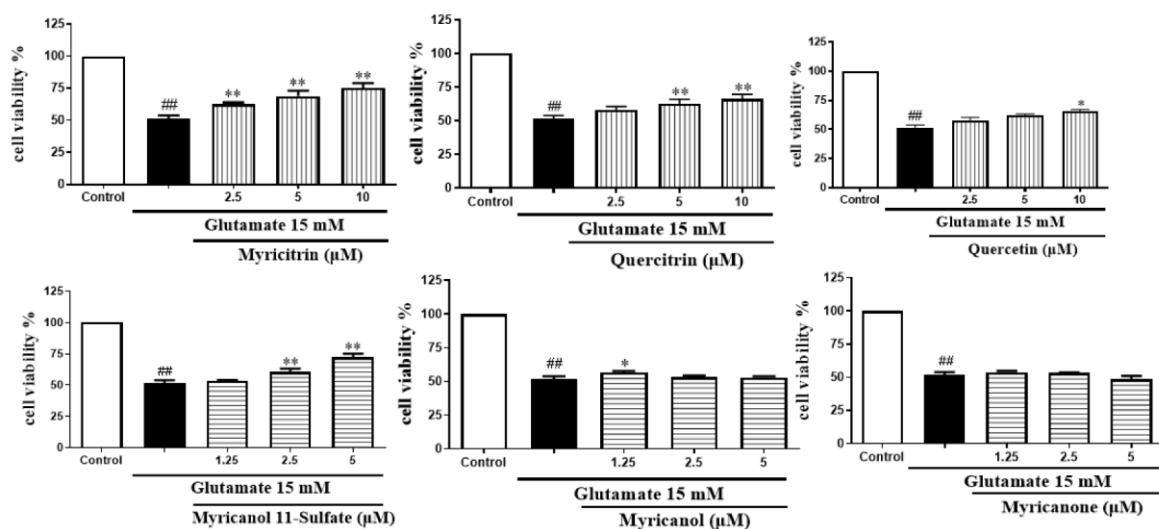 cell viability %
125
100
75
50
25
0
##
**
**
**
Control
2.5
5
10
Glutamate 15 mM
Myricitrin (μM)
cell viability %
125
100
75
50
25
0
##
**
**
Control
2.5
5
10
Glutamate 15 mM
Quercitrin (μM)
cell viability %
125
100
75
50
25
0
##
*
Control
2.5
5
10
Glutamate 15 mM
Quercetin (μM)
cell viability %
125
100
75
50
25
0
##
**
**
Control
1.25
2.5
5
Glutamate 15 mM
Myricanol 11-Sulfate (μM)
cell viability %
125
100
75
50
25
0
##
*
Control
1.25
2.5
5
Glutamate 15 mM
Myricanol (μM)
cell viability %
125
100
75
50
25
0
##
Control
1.25
2.5
5
Glutamate 15 mM
Myricanone (μM)